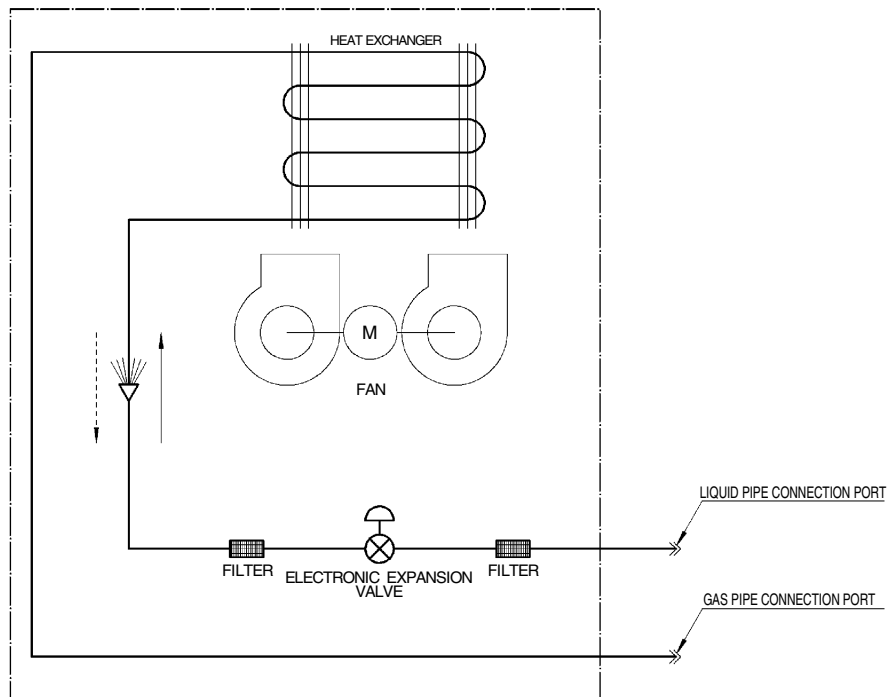 HEAT EXCHANGER
M
FAN
LIQUID PIPE CONNECTION PORT
FILTER
ELECTRONIC EXPANSION
VALVE
FILTER
GAS PIPE CONNECTION PORT